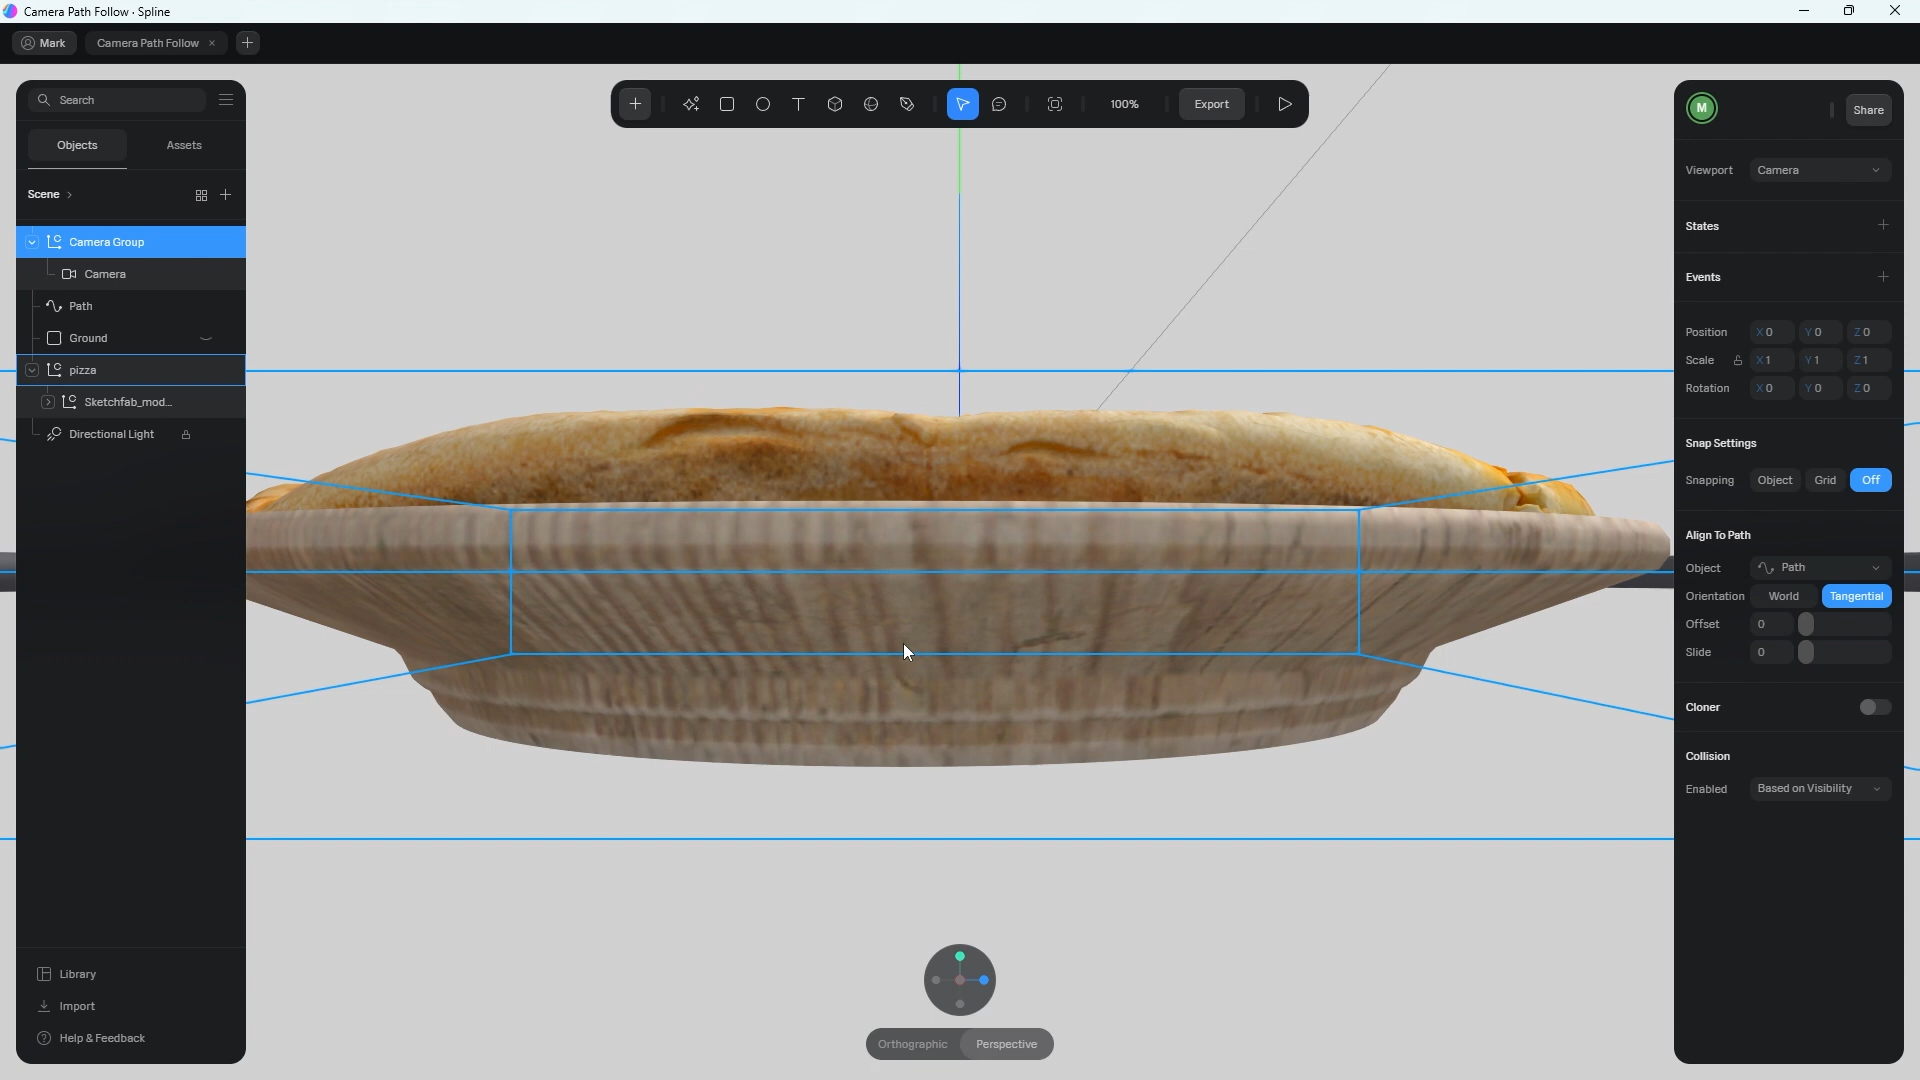 Camera Path Follow · Spline
Mark
Camera Path Follow
Search
Objects
Assets
Scene
Camera Group
Camera
Path
Ground
pizza
Sketchfab_mod...
Directional Light
Library
Import
Help & Feedback
100%
Export
Orthographic
Perspective
M
Share
Viewport
Camera
States
Events
Position
X 0
Y 0
Z 0
Scale
X 1
Y 1
Z 1
Rotation
X 0
Y 0
Z 0
Snap Settings
Snapping
Object
Grid
Off
Align To Path
Object
Path
Orientation
World
Tangential
Offset
0
Slide
0
Cloner
Collision
Enabled
Based on Visibility